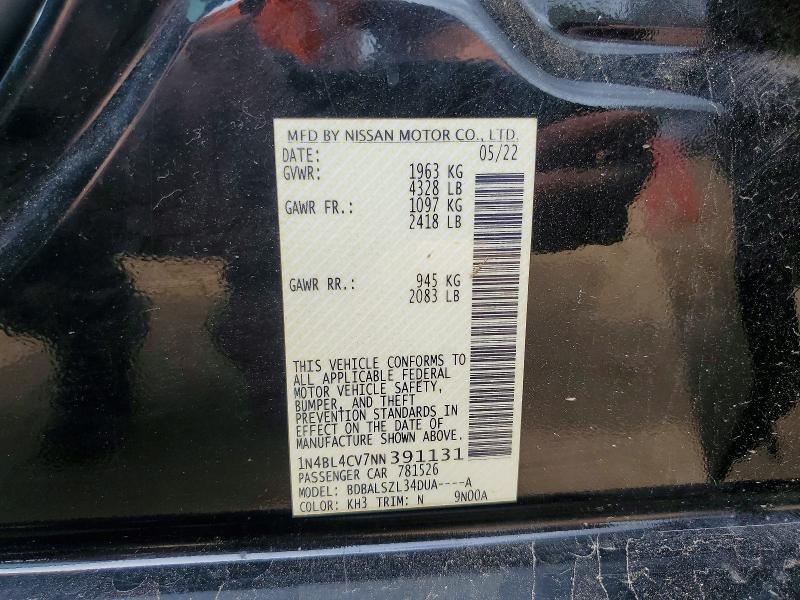 MFD BY NISSAN MOTOR CO., LTD.
DATE: 05/22
GVWR: 1963 KG
4328 LB
GAWR FR.: 1097 KG
2418 LB
GAWR RR.: 945 KG
2083 LB
THIS VEHICLE CONFORMS TO
ALL APPLICABLE FEDERAL
MOTOR VEHICLE SAFETY,
BUMPER, AND THEFT
PREVENTION STANDARDS IN
EFFECT ON THE DATE OF
MANUFACTURE SHOWN ABOVE.
1N4BL4CV7NN391131
PASSENGER CAR 781526
MODEL: BDBALSZL34DUA----A
COLOR: KH3 TRIM: N 9N00A